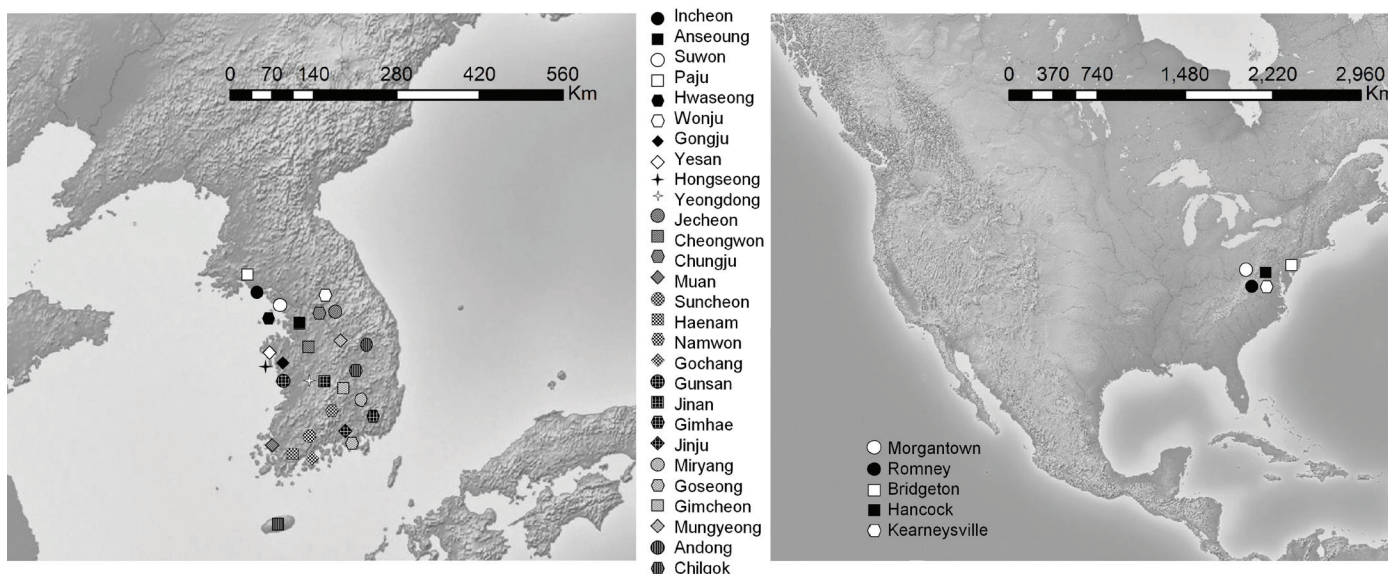 0 70 140 280 420 560
Km
Incheon
Anseoung
Suwon
Paju
Hwaseong
Wonju
Gongju
Yesan
Hongseong
Yeongdong
Jecheon
Cheongwon
Chungju
Muan
Suncheon
Haenam
Namwon
Gochang
Gunsan
Jinan
Gimhae
Jinju
Miryang
Goseong
Gimcheon
Mungyeong
Andong
Chilgok
0 370 740 1,480 2,220 2,960
Km
Morgantown
Romney
Bridgeton
Hancock
Kearneysville